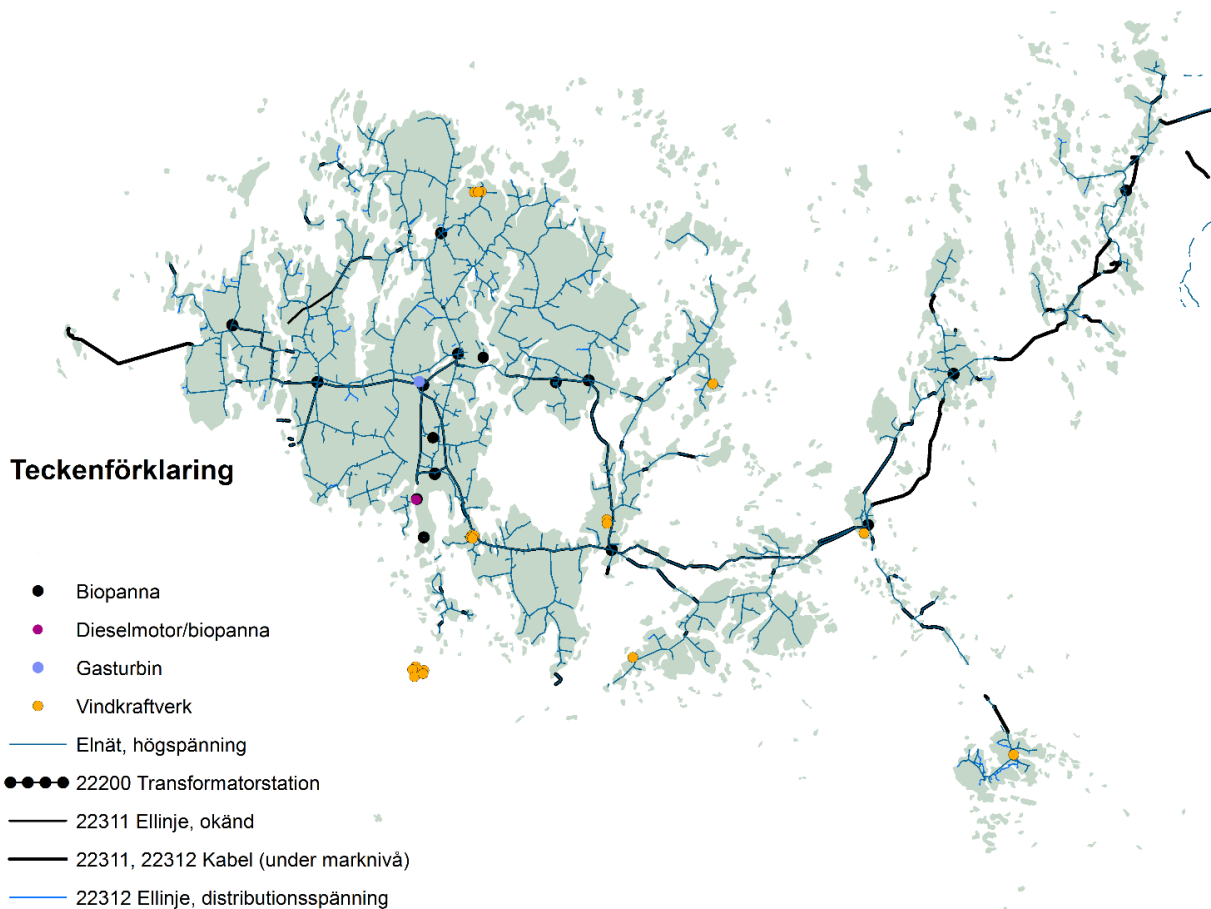 Teckenförklaring
Biopanna
Dieselmotor/biopanna
Gasturbin
Vindkraftverk
Elnät, högspänning
22200 Transformatorstation
22311 Ellinje, okänd
22311, 22312 Kabel (under marknivå)
22312 Ellinje, distributionsspänning